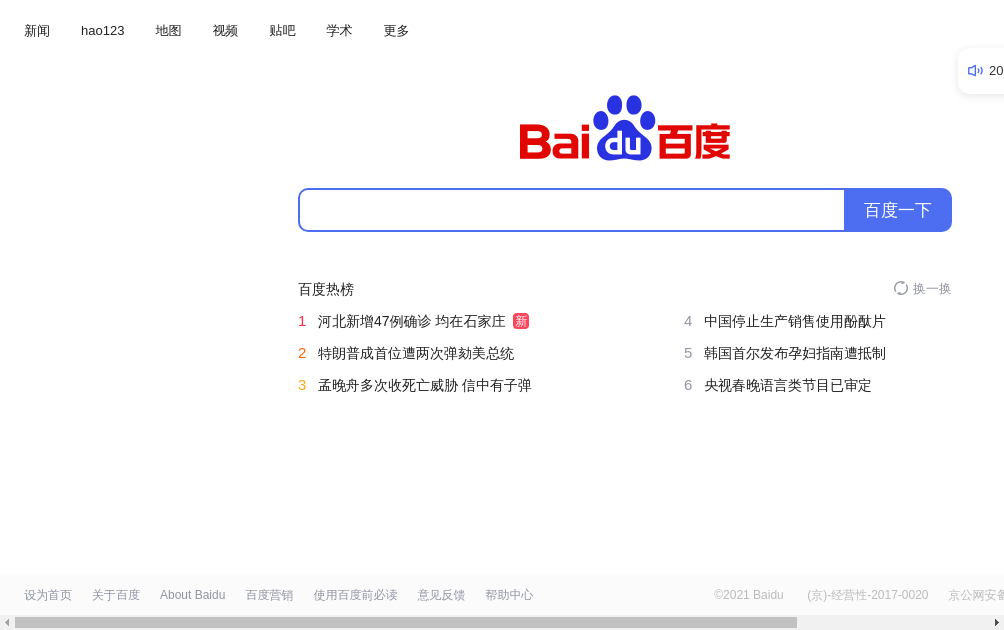 新闻 hao123 地图 视频 贴吧 学术 更多
20
Bai du 百度
百度一下
百度热榜 换一换
1 河北新增47例确诊 均在石家庄 新
2 特朗普成首位遭两次弹劾美总统
3 孟晚舟多次收死亡威胁 信中有子弹
4 中国停止生产销售使用酚酞片
5 韩国首尔发布孕妇指南遭抵制
6 央视春晚语言类节目已审定
设为首页 关于百度 About Baidu 百度营销 使用百度前必读 意见反馈 帮助中心 ©2021 Baidu (京)-经营性-2017-0020 京公网安备